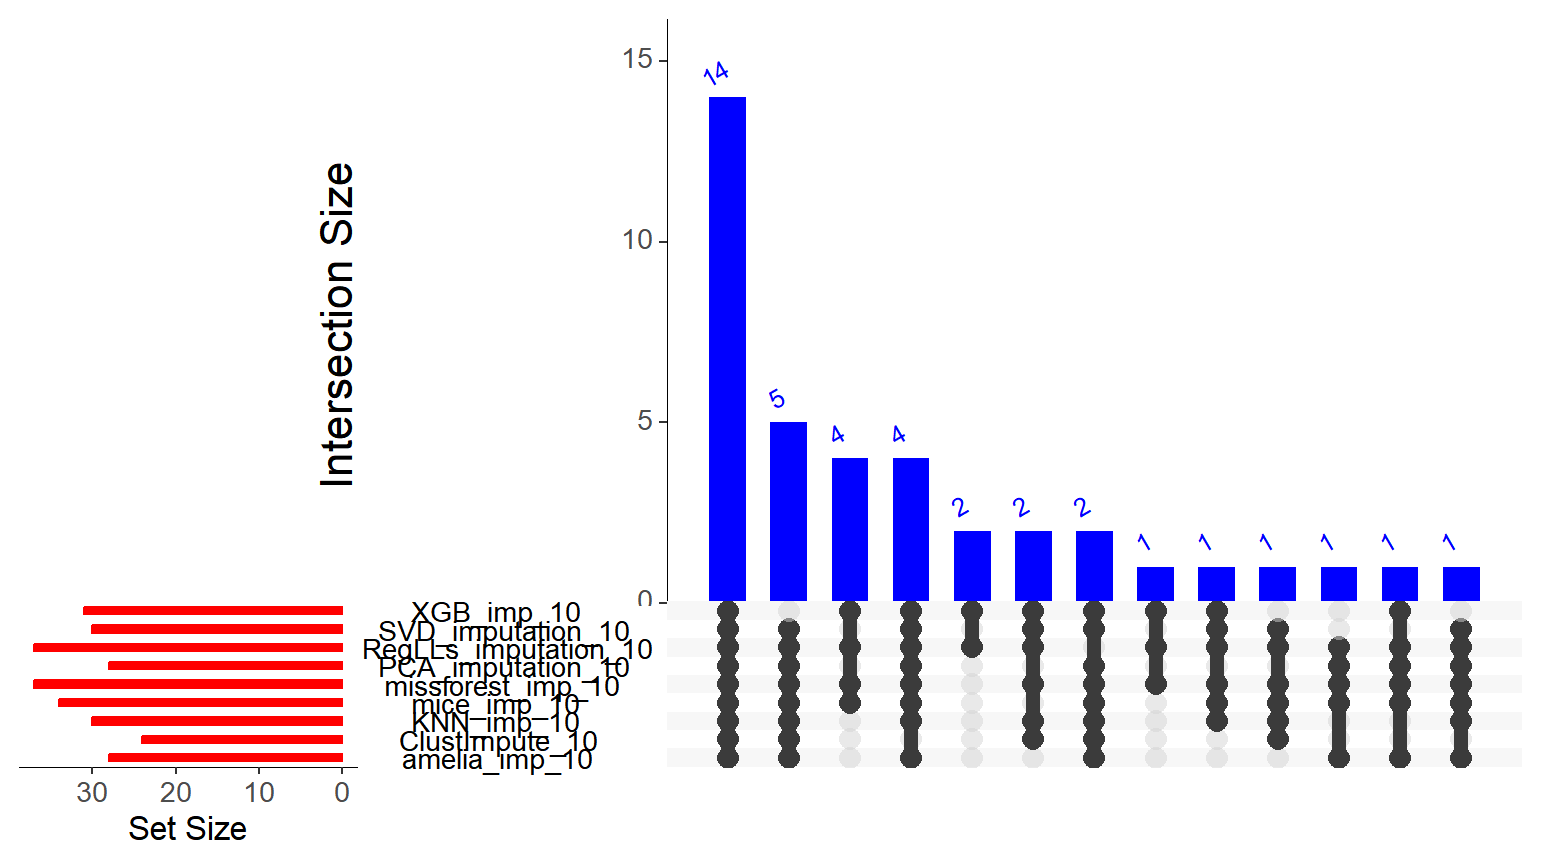 Intersection Size
15
10
5
0
14
5
4
4
2
2
2
1
1
1
1
1
1
XGB_imp_10
SVD_imputation_10
RegLLs_imputation_10
PCA_imputation_10
missforest_imp_10
mice_imp_10
KNN_imp_10
ClustImpute_10
amelia_imp_10
30 20 10 0
Set Size